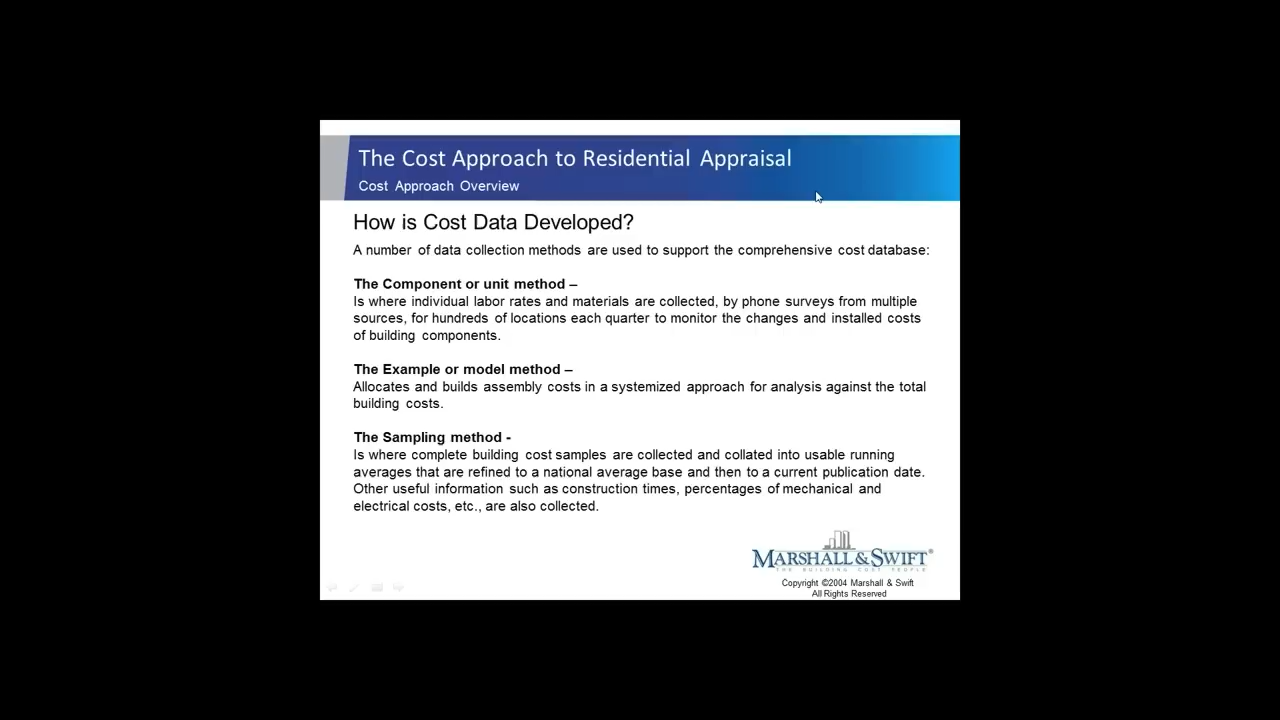 The Cost Approach to Residential Appraisal
Cost Approach Overview
How is Cost Data Developed?
A number of data collection methods are used to support the comprehensive cost database:
The Component or unit method –
Is where individual labor rates and materials are collected, by phone surveys from multiple
sources, for hundreds of locations each quarter to monitor the changes and installed costs
of building components.
The Example or model method –
Allocates and builds assembly costs in a systemized approach for analysis against the total
building costs.
The Sampling method -
Is where complete building cost samples are collected and collated into usable running
averages that are refined to a national average base and then to a current publication date.
Other useful information such as construction times, percentages of mechanical and
electrical costs, etc., are also collected.
MARSHALL & SWIFT®
THE BUILDING COST PEOPLE
Copyright ©2004 Marshall & Swift
All Rights Reserved